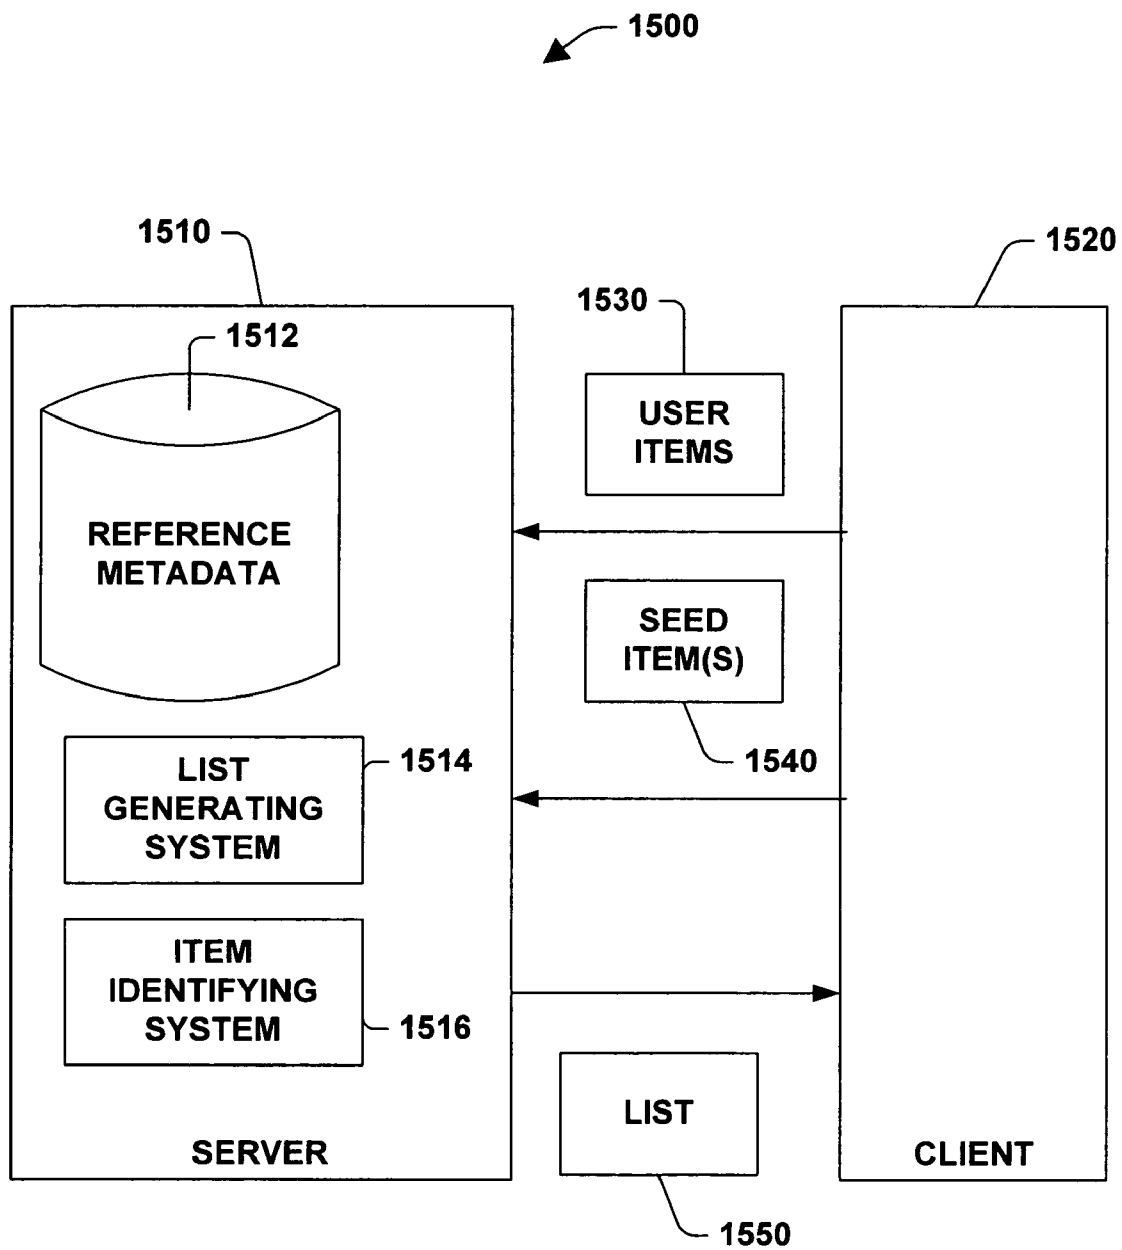 1500
1510
1520
1530
1512
USER
ITEMS
REFERENCE
METADATA
SEED
ITEM(S)
1540
1514
LIST
GENERATING
SYSTEM
ITEM
IDENTIFYING
SYSTEM
1516
LIST
SERVER
CLIENT
1550